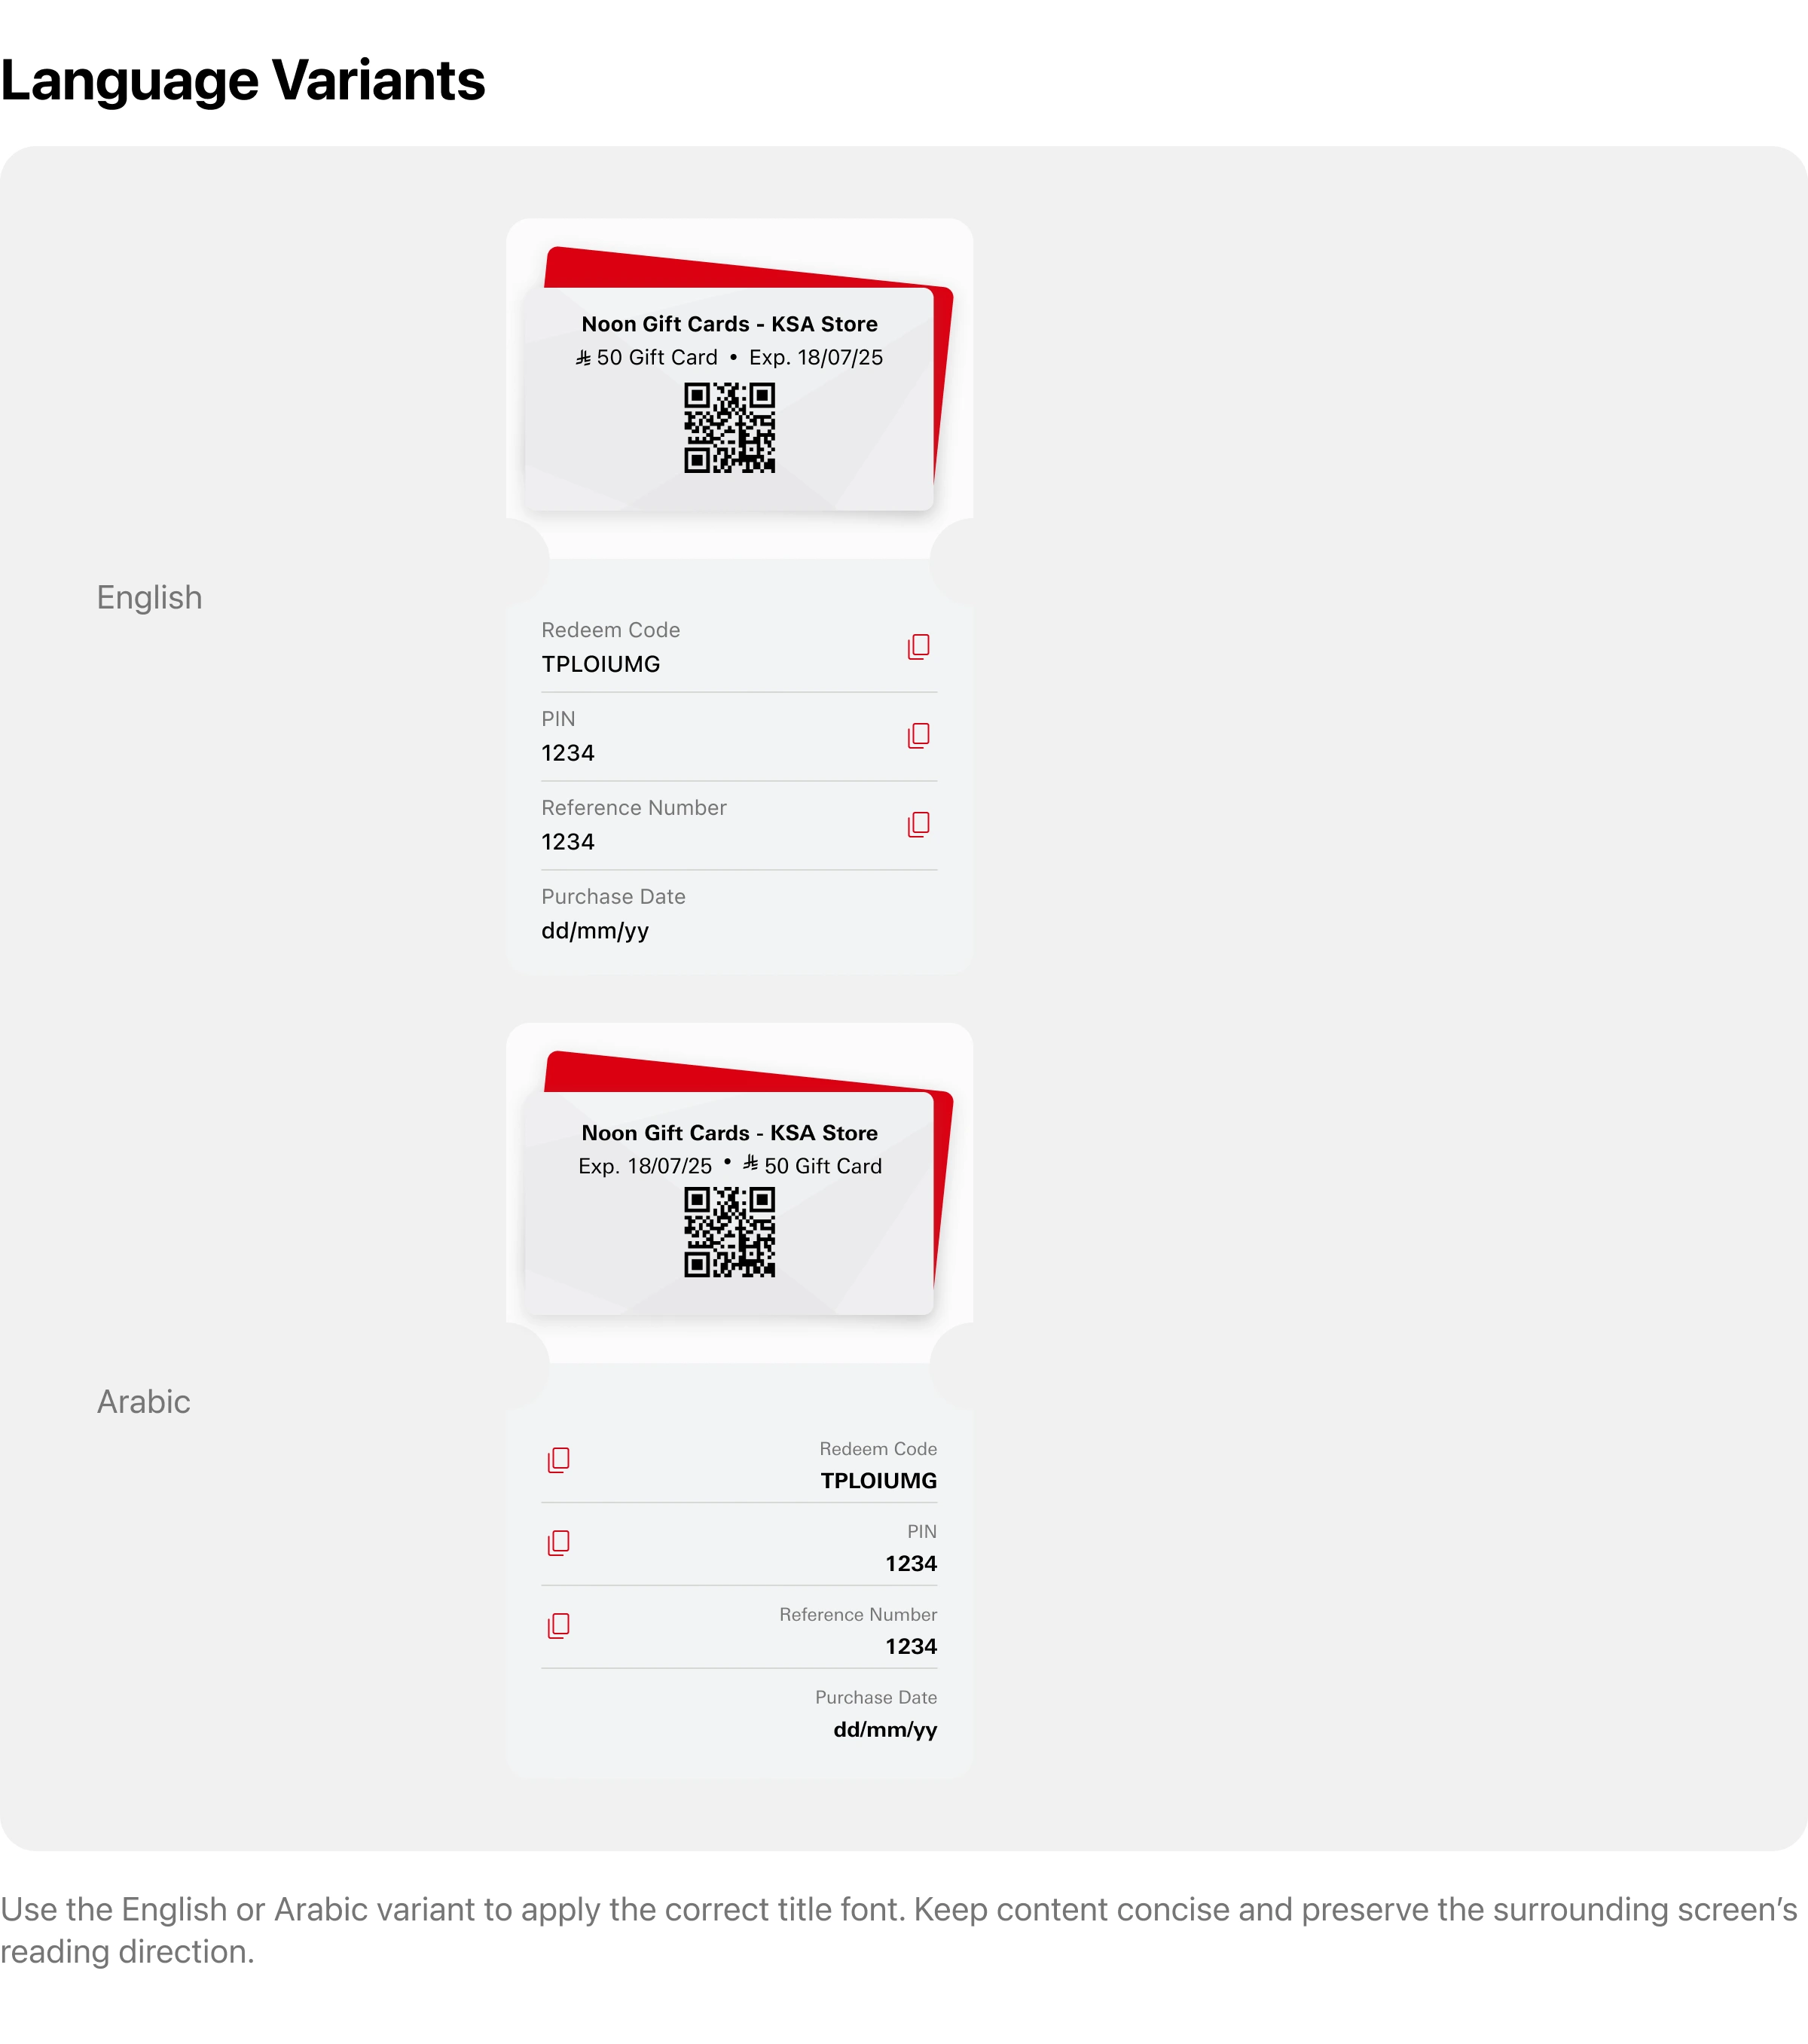 Language Variants
English
Noon Gift Cards - KSA Store
⃁ 50 Gift Card • Exp. 18/07/25
Redeem Code
TPLOIUMG
PIN
1234
Reference Number
1234
Purchase Date
dd/mm/yy
Arabic
Noon Gift Cards - KSA Store
Exp. 18/07/25 • ⃁ 50 Gift Card
Redeem Code
TPLOIUMG
PIN
1234
Reference Number
1234
Purchase Date
dd/mm/yy
Use the English or Arabic variant to apply the correct title font. Keep content concise and preserve the surrounding screen’s
reading direction.